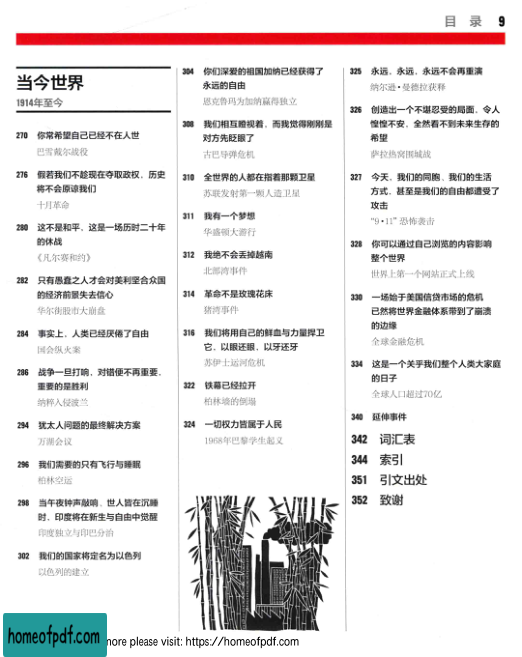 目 录 9
当今世界
1914年至今
270 你常希望自己已经不在人世
巴雪戴尔战役
276 假若我们不趁现在夺取政权，历史
将不会原谅我们
十月革命
280 这不是和平，这是一场历时二十年
的休战
《凡尔赛和约》
282 只有愚蠢之人才会对美利坚合众国
的经济前景失去信心
华尔街股市大崩盘
284 事实上，人类已经厌倦了自由
国会纵火案
286 战争一旦打响，对错便不再重要，
重要的是胜利
纳粹入侵波兰
294 犹太人问题的最终解决方案
万湖会议
296 我们需要的只有飞行与睡眠
柏林空运
298 当午夜钟声敲响，世人皆在沉睡
时，印度将在新生与自由中觉醒
印度独立与印巴分治
302 我们的国家将定名为以色列
以色列的建立
304 你们深爱的祖国加纳已经获得了
永远的自由
恩克鲁玛为加纳赢得独立
308 我们相互瞪视着，而我觉得刚刚是
对方先眨眼了
古巴导弹危机
310 全世界的人都在指着那颗卫星
苏联发射第一颗人造卫星
311 我有一个梦想
华盛顿大游行
312 我绝不会丢掉越南
北部湾事件
314 革命不是玫瑰花床
猪湾事件
316 我们将用自己的鲜血与力量捍卫
它，以眼还眼，以牙还牙
苏伊士运河危机
322 铁幕已经拉开
柏林墙的倒塌
324 一切权力皆属于人民
1968年巴黎学生起义
325 永远，永远，永远不会再重演
纳尔逊·曼德拉获释
326 创造出一个不堪忍受的局面，令人
惶惶不安，全然看不到未来生存的
希望
萨拉热窝围城战
327 今天，我们的同胞，我们的生活
方式，甚至是我们的自由都遭受了
攻击
“9·11”恐怖袭击
328 你可以通过自己浏览的内容影响
整个世界
世界上第一个网站正式上线
330 一场始于美国信贷市场的危机
已然将世界金融体系带到了崩溃
的边缘
全球金融危机
334 这是一个关乎我们整个人类大家庭
的日子
全球人口超过70亿
340 延伸事件
342 词汇表
344 索引
351 引文出处
352 致谢
homeofpdf.com
more please visit: https://homeofpdf.com